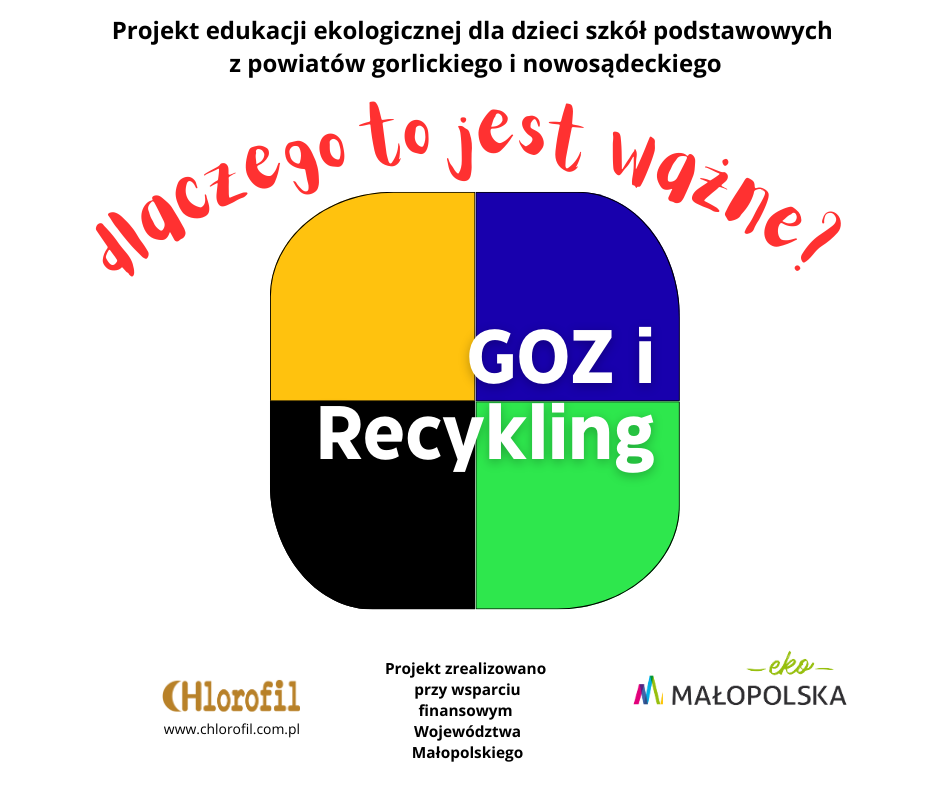 Projekt edukacji ekologicznej dla dzieci szkół podstawowych
z powiatów gorlickiego i nowosądeckiego
dlaczego to jest ważne?
GOZ i
Recykling
CHlorofil
www.chlorofil.com.pl
Projekt zrealizowano
przy wsparciu
finansowym
Województwa
Małopolskiego
eko
MAŁOPOLSKA